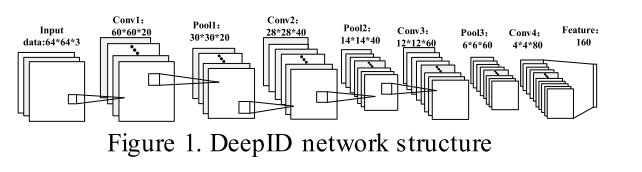 Input
data:64*64*3
Conv1:
60*60*20
Pool1:
30*30*20
Conv2:
28*28*40
Pool2:
14*14*40
Conv3:
12*12*60
Pool3:
6*6*60
Conv4:
4*4*80
Feature:
160
Figure 1. DeepID network structure